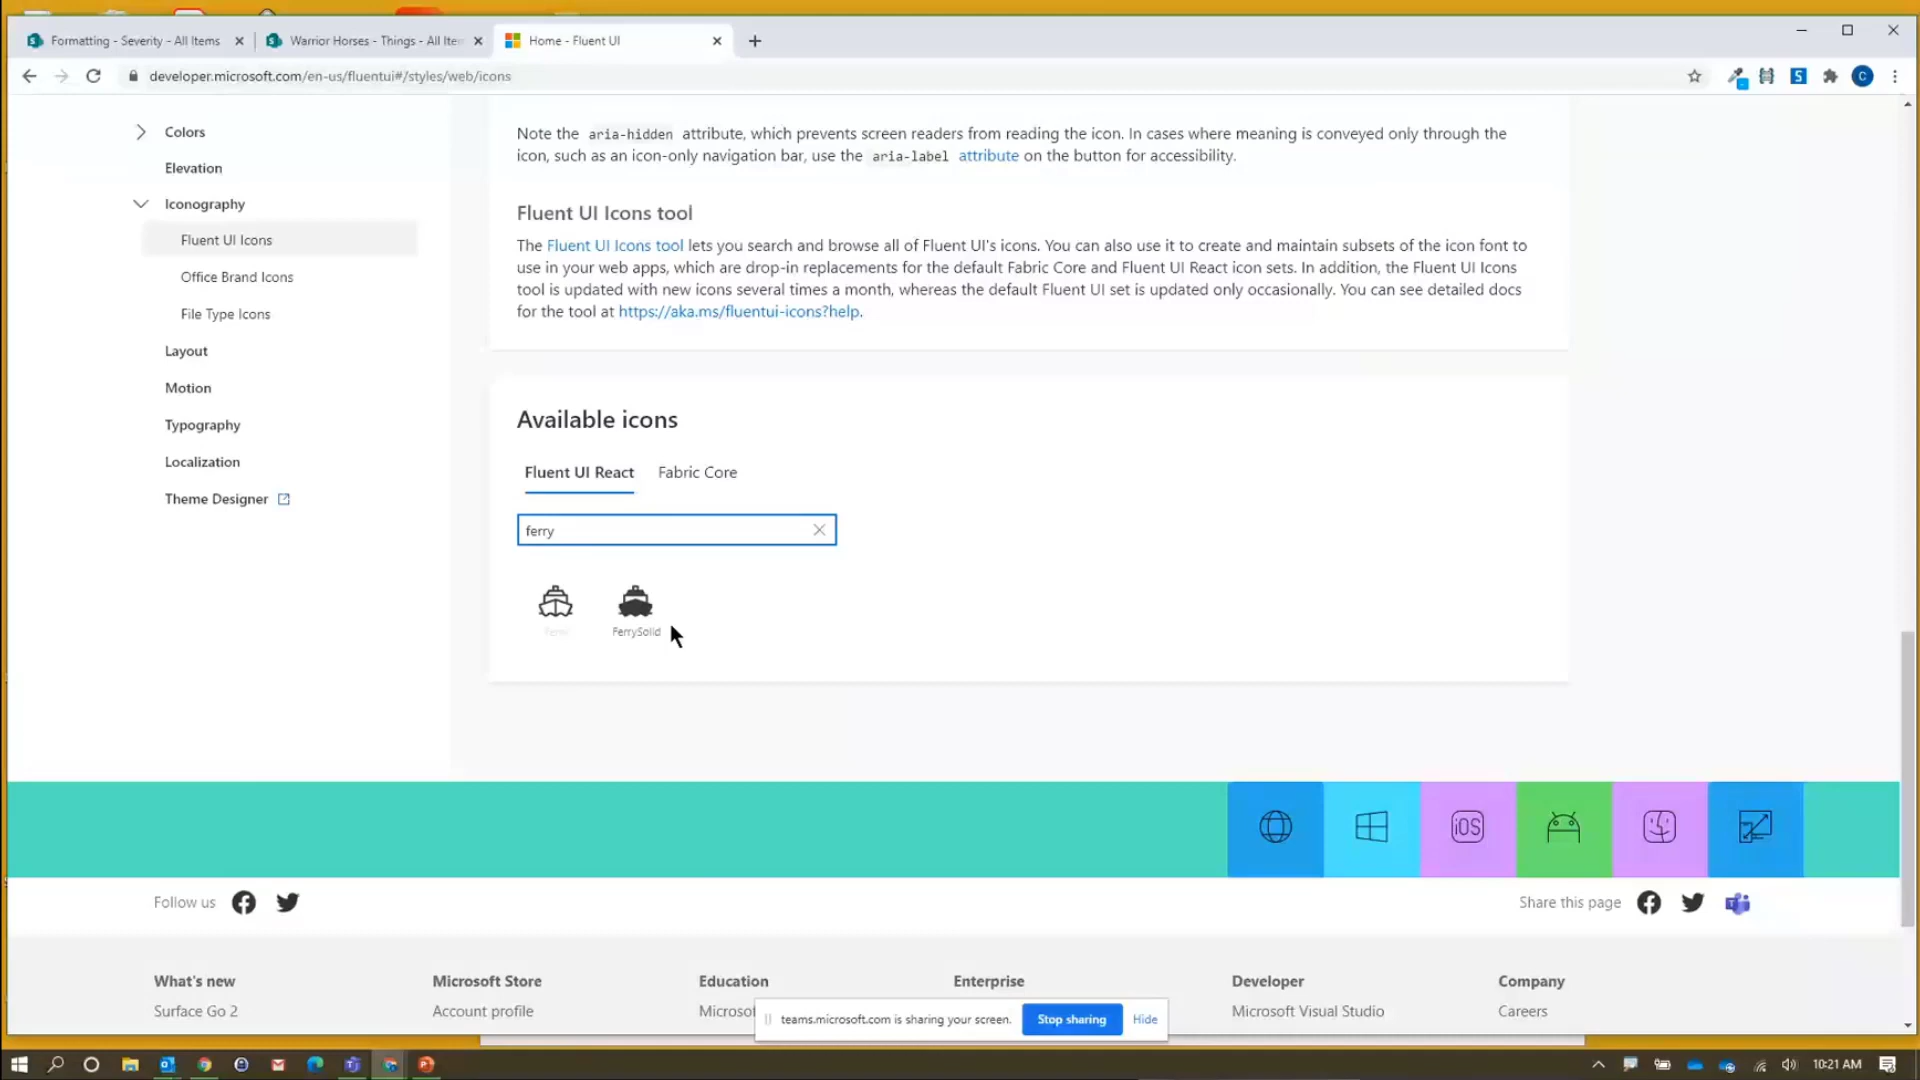 Formatting - Severity - All Items
Warrior Horses - Things - All Iten
Home - Fluent UI
developer.microsoft.com/en-us/fluentui#/styles/web/icons
S
C
Colors
Elevation
Iconography
Fluent UI Icons
Office Brand Icons
File Type Icons
Layout
Motion
Typography
Localization
Theme Designer
Note the aria-hidden attribute, which prevents screen readers from reading the icon. In cases where meaning is conveyed only through the
icon, such as an icon-only navigation bar, use the aria-label attribute on the button for accessibility.
Fluent UI Icons tool
The Fluent UI Icons tool lets you search and browse all of Fluent UI's icons. You can also use it to create and maintain subsets of the icon font to
use in your web apps, which are drop-in replacements for the default Fabric Core and Fluent UI React icon sets. In addition, the Fluent UI Icons
tool is updated with new icons several times a month, whereas the default Fluent UI set is updated only occasionally. You can see detailed docs
for the tool at https://aka.ms/fluentui-icons?help.
Available icons
Fluent UI React Fabric Core
ferry
Ferry FerrySolid
iOS
Follow us
Share this page
What's new Microsoft Store Education Enterprise Developer Company
Surface Go 2 Account profile Microso Microsoft Visual Studio Careers
teams.microsoft.com is sharing your screen. Stop sharing Hide
10:21 AM